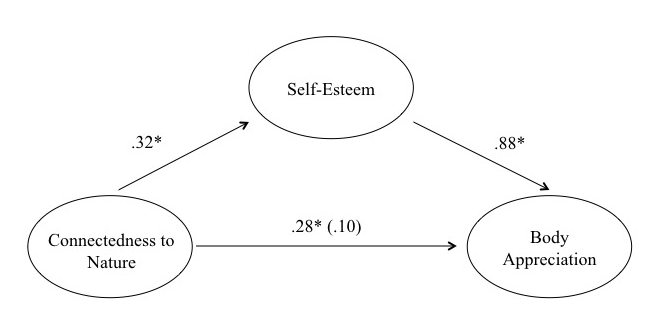 Self-Esteem
.32*
.88*
.28* (.10)
Connectedness to
Nature
Body
Appreciation